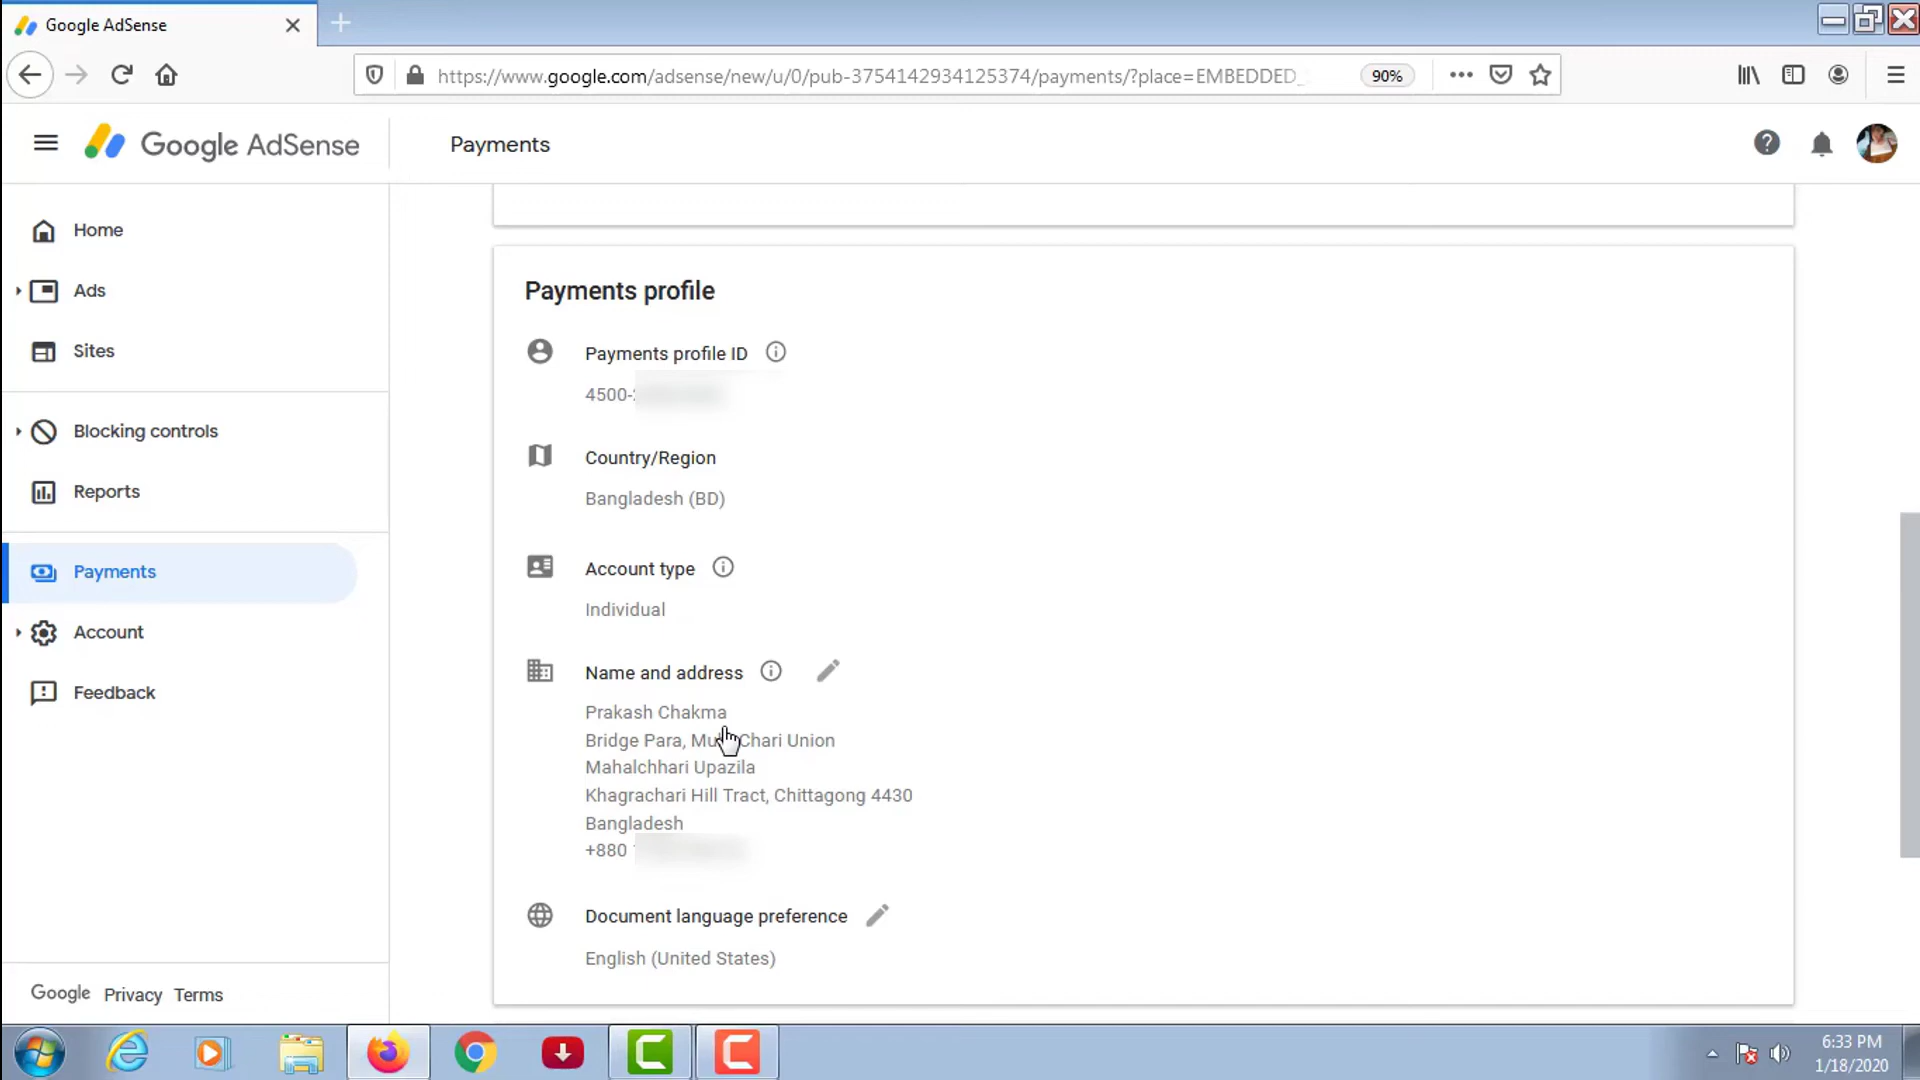 Google AdSense
https://www.google.com/adsense/new/u/0/pub-3754142934125374/payments/?place=EMBEDDED_
90%
Google AdSense
Payments
Home
Ads
Sites
Blocking controls
Reports
Payments
Account
Feedback
Google Privacy Terms
Payments profile
Payments profile ID
4500-
Country/Region
Bangladesh (BD)
Account type
Individual
Name and address
Prakash Chakma
Bridge Para, Chari Union
Mahalchhari Upazila
Khagrachari Hill Tract, Chittagong 4430
Bangladesh
+880
Document language preference
English (United States)
6:33 PM
1/18/2020